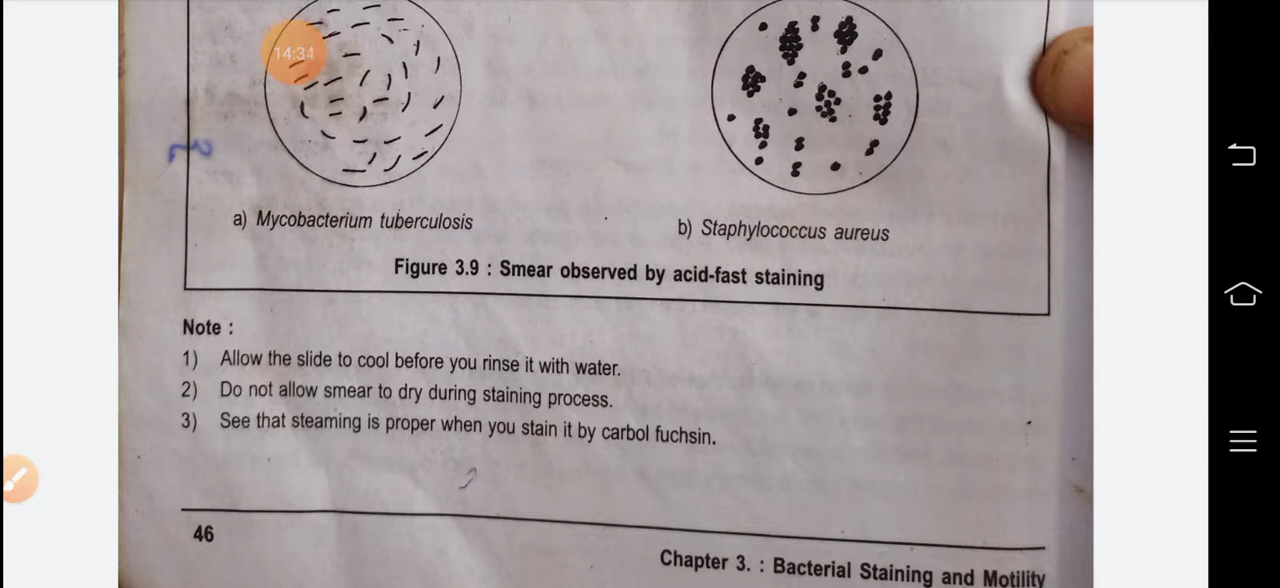 14:34
a) Mycobacterium tuberculosis
b) Staphylococcus aureus
Figure 3.9 : Smear observed by acid-fast staining
Note :
1) Allow the slide to cool before you rinse it with water.
2) Do not allow smear to dry during staining process.
3) See that steaming is proper when you stain it by carbol fuchsin.
46
Chapter 3. : Bacterial Staining and Motility